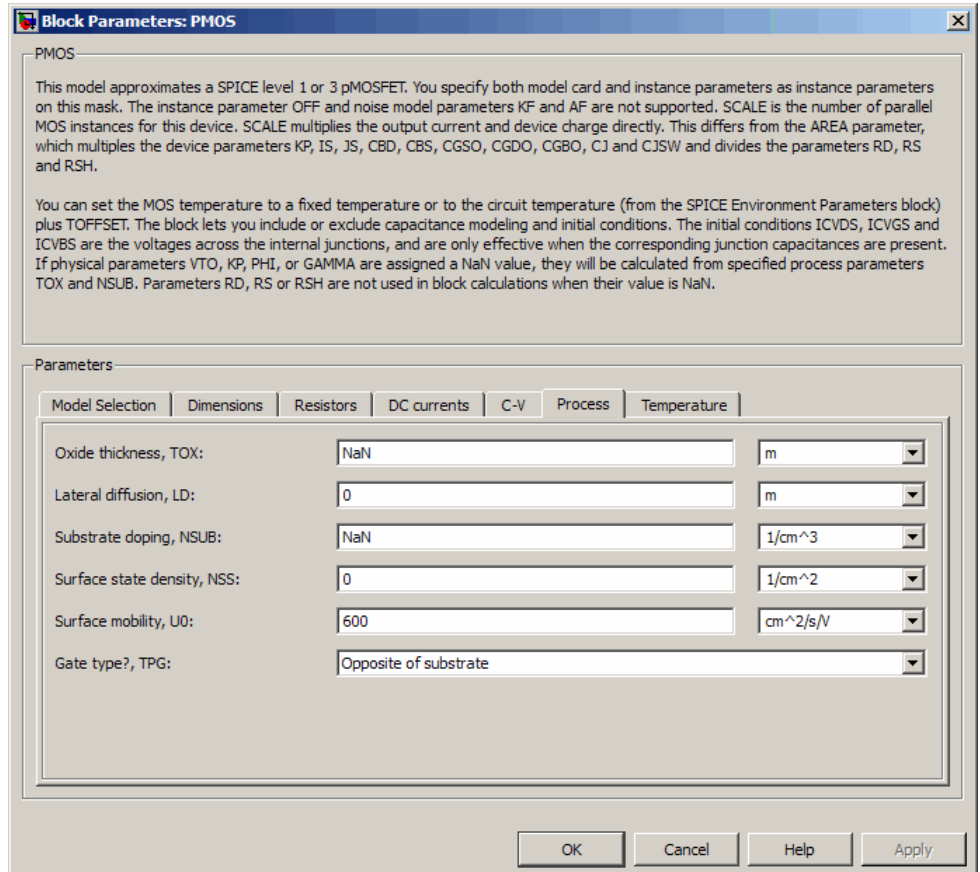 Block Parameters: PMOS
PMOS
This model approximates a SPICE level 1 or 3 pMOSFET. You specify both model card and instance parameters as instance parameters
on this mask. The instance parameter OFF and noise model parameters KF and AF are not supported. SCALE is the number of parallel
MOS instances for this device. SCALE multiplies the output current and device charge directly. This differs from the AREA parameter,
which multiples the device parameters KP, IS, JS, CBD, CBS, CGSO, CGDO, CGBO, CJ and CJSW and divides the parameters RD, RS
and RSH.
You can set the MOS temperature to a fixed temperature or to the circuit temperature (from the SPICE Environment Parameters block)
plus TOFFSET. The block lets you include or exclude capacitance modeling and initial conditions. The initial conditions ICVDS, ICVGS and
ICVBS are the voltages across the internal junctions, and are only effective when the corresponding junction capacitances are present.
If physical parameters VTO, KP, PHI, or GAMMA are assigned a NaN value, they will be calculated from specified process parameters
TOX and NSUB. Parameters RD, RS or RSH are not used in block calculations when their value is NaN.
Parameters
Model Selection Dimensions Resistors DC currents C-V Process Temperature
Oxide thickness, TOX: NaN m
Lateral diffusion, LD: 0 m
Substrate doping, NSUB: NaN 1/cm^3
Surface state density, NSS: 0 1/cm^2
Surface mobility, U0: 600 cm^2/s/V
Gate type?, TPG: Opposite of substrate
OK Cancel Help Apply